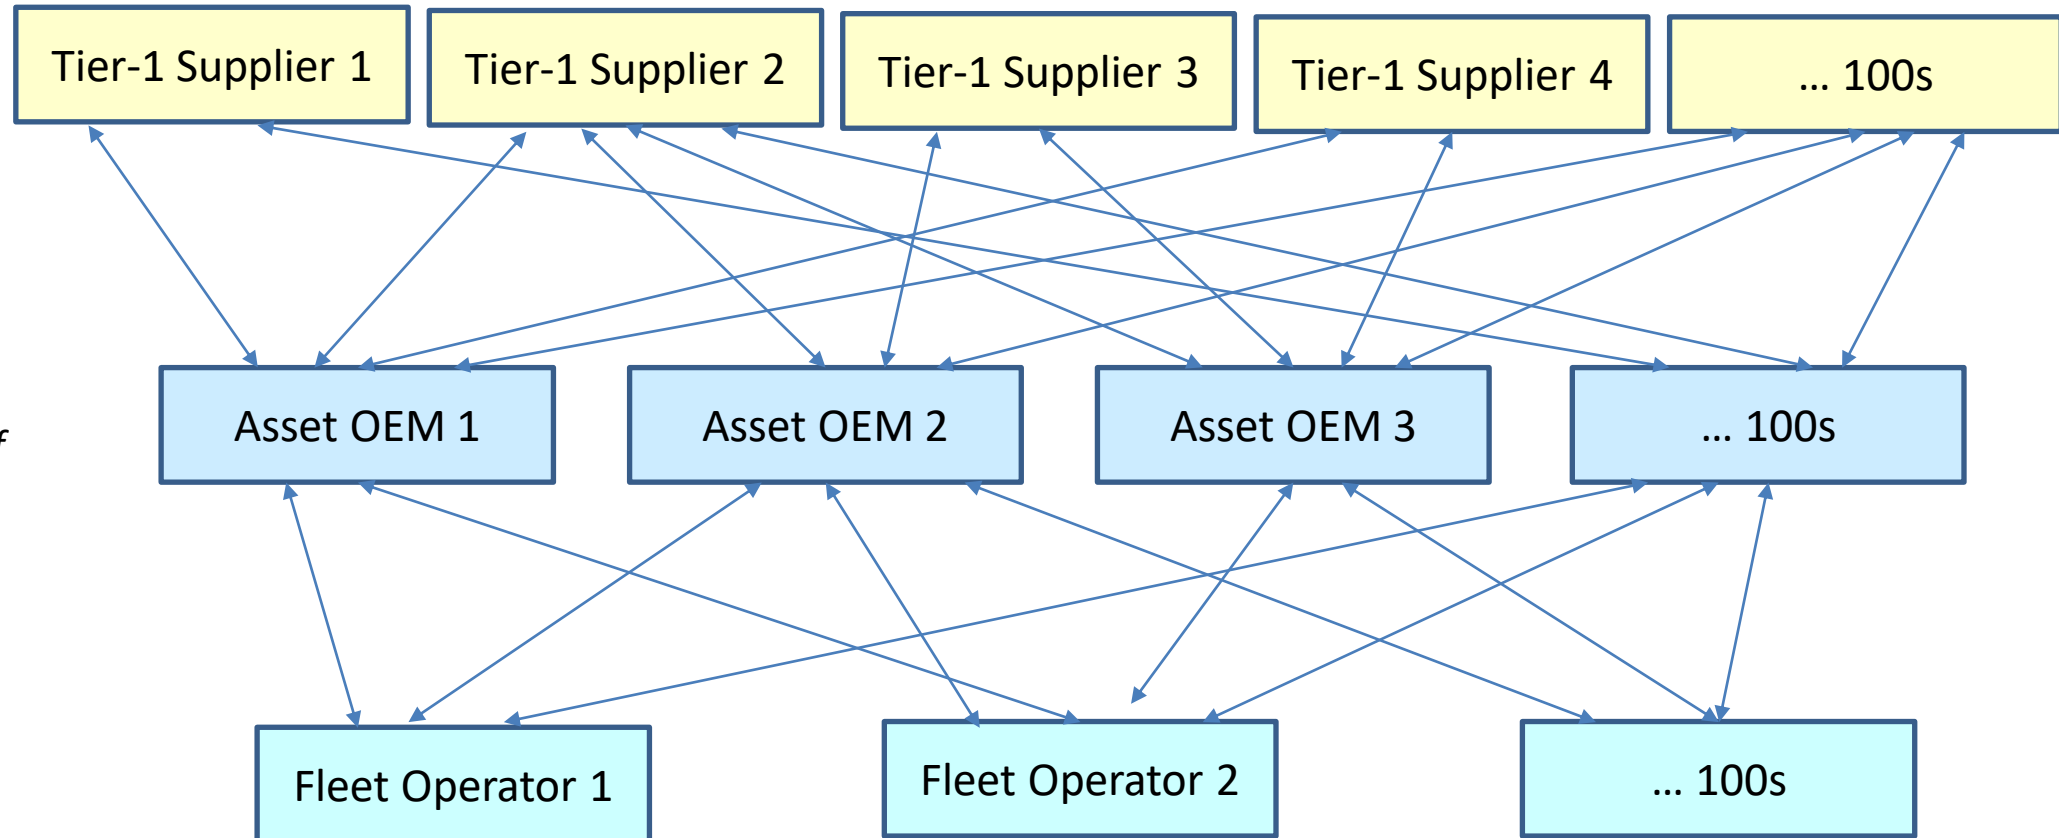 Tier-1 Supplier 1
Tier-1 Supplier 2
Tier-1 Supplier 3
Tier-1 Supplier 4
... 100s
Asset OEM 1
Asset OEM 2
Asset OEM 3
... 100s
Fleet Operator 1
Fleet Operator 2
... 100s